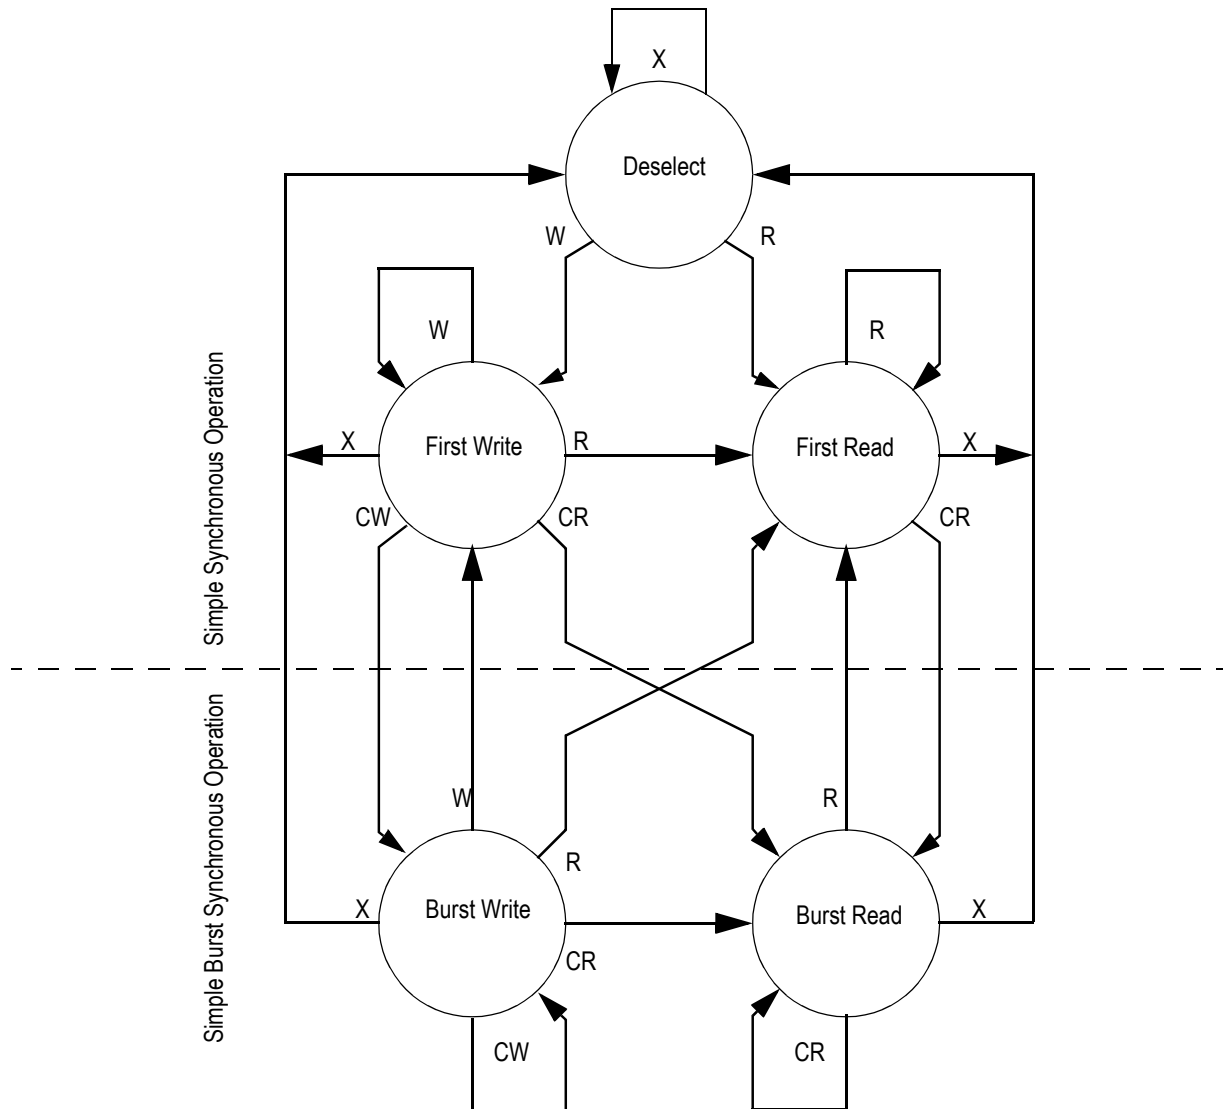 X
Deselect
W
R
W
R
Simple Synchronous Operation
X
First Write
R
First Read
X
CW
CR
CR
Simple Burst Synchronous Operation
W
R
R
X
Burst Write
Burst Read
X
CR
CW
CR